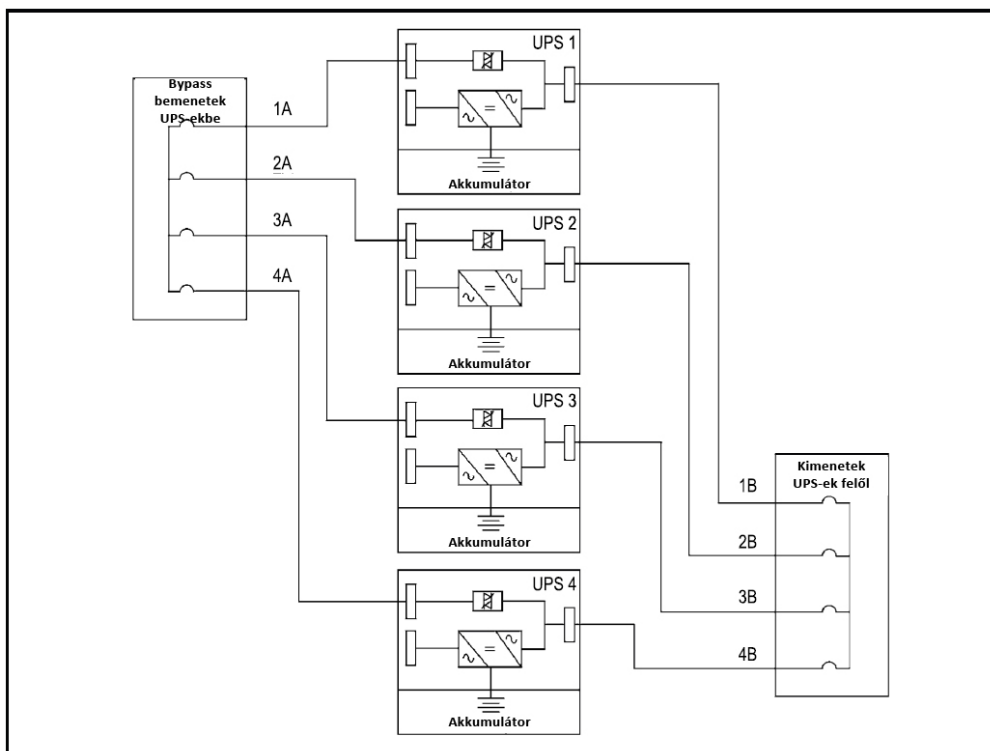 Bypass
bemenetek
UPS-ekbe
1A
2A
3A
4A
UPS 1
Akkumulátor
UPS 2
Akkumulátor
UPS 3
Akkumulátor
UPS 4
Akkumulátor
Kimenetek
UPS-ek felől
1B
2B
3B
4B